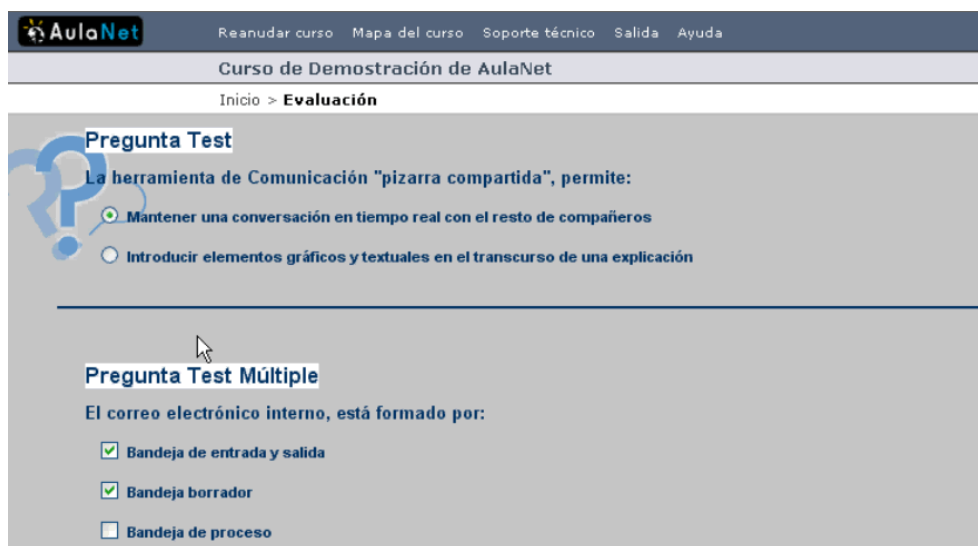 AulaNet
Reanudar curso Mapa del curso Soporte técnico Salida Ayuda
Curso de Demostración de AulaNet
Inicio > Evaluación
Pregunta Test
La herramienta de Comunicación "pizarra compartida", permite:
Mantener una conversación en tiempo real con el resto de compañeros
Introducir elementos gráficos y textuales en el transcurso de una explicación
Pregunta Test Múltiple
El correo electrónico interno, está formado por:
Bandeja de entrada y salida
Bandeja borrador
Bandeja de proceso